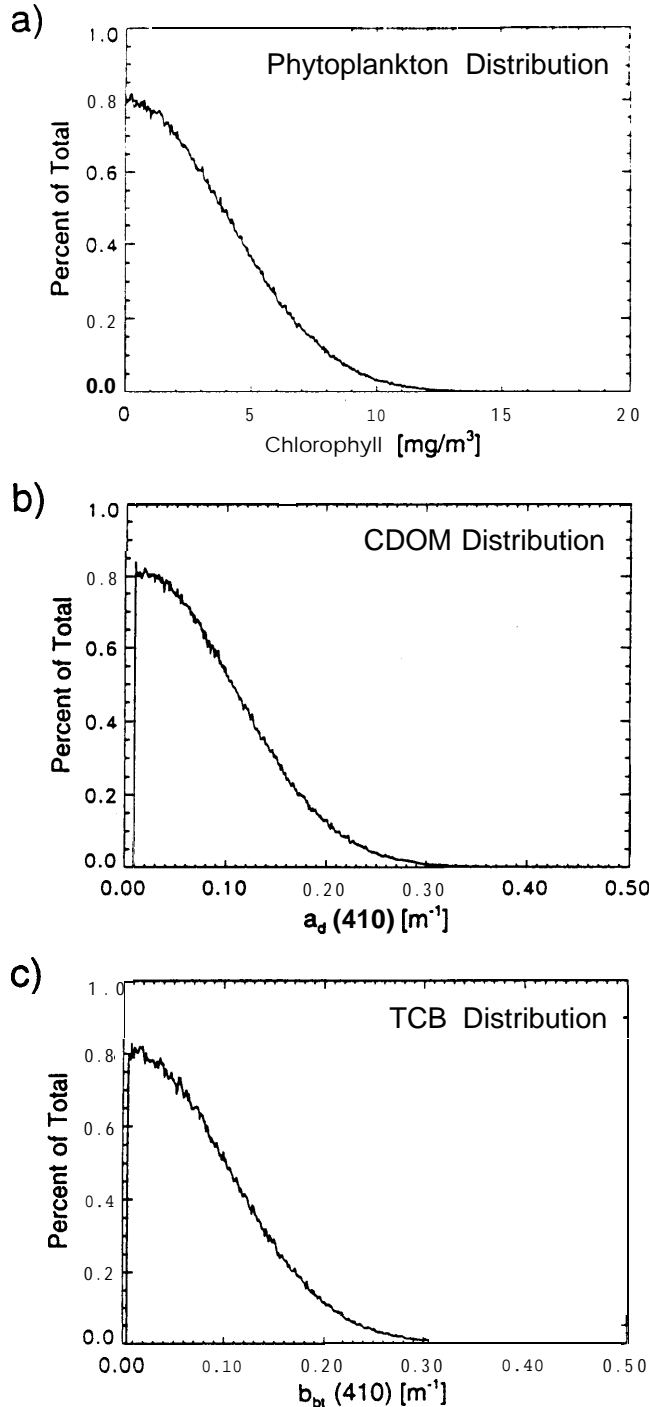 a)
Phytoplankton Distribution
Percent of Total
1.0
0.8
0.6
0.4
0.2
0.0
0 5 10 15 20
Chlorophyll [mg/m³]
b)
CDOM Distribution
Percent of Total
1.0
0.8
0.6
0.4
0.2
0.0
0.00 0.10 0.20 0.30 0.40 0.50
a_d (410) [m⁻¹]
c)
TCB Distribution
Percent of Total
1.0
0.8
0.6
0.4
0.2
0.0
0.00 0.10 0.20 0.30 0.40 0.50
b_bt (410) [m⁻¹]